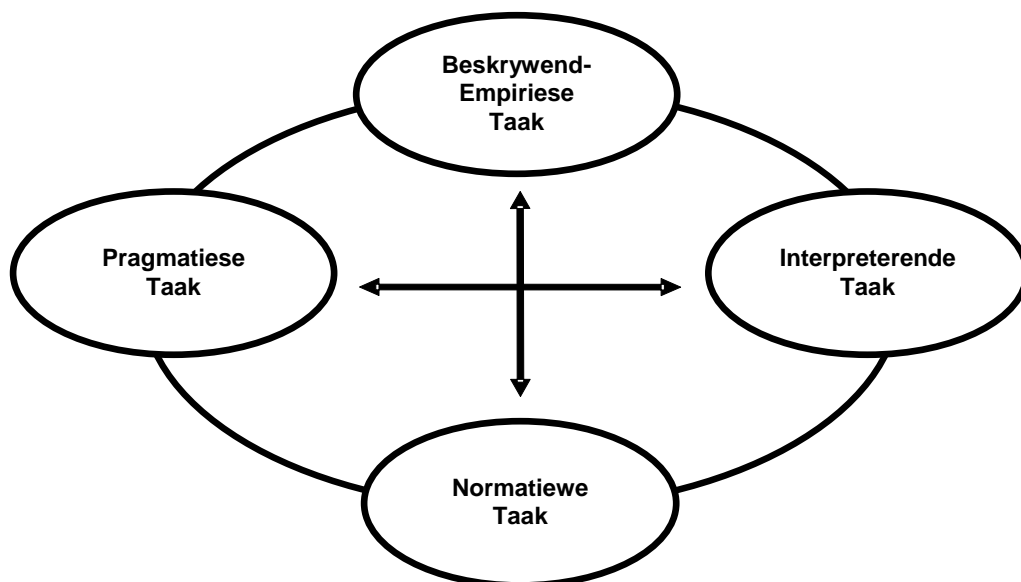 Beskrywend-
Empiriese
Taak
Pragmatiese
Taak
Interpreterende
Taak
Normatiewe
Taak